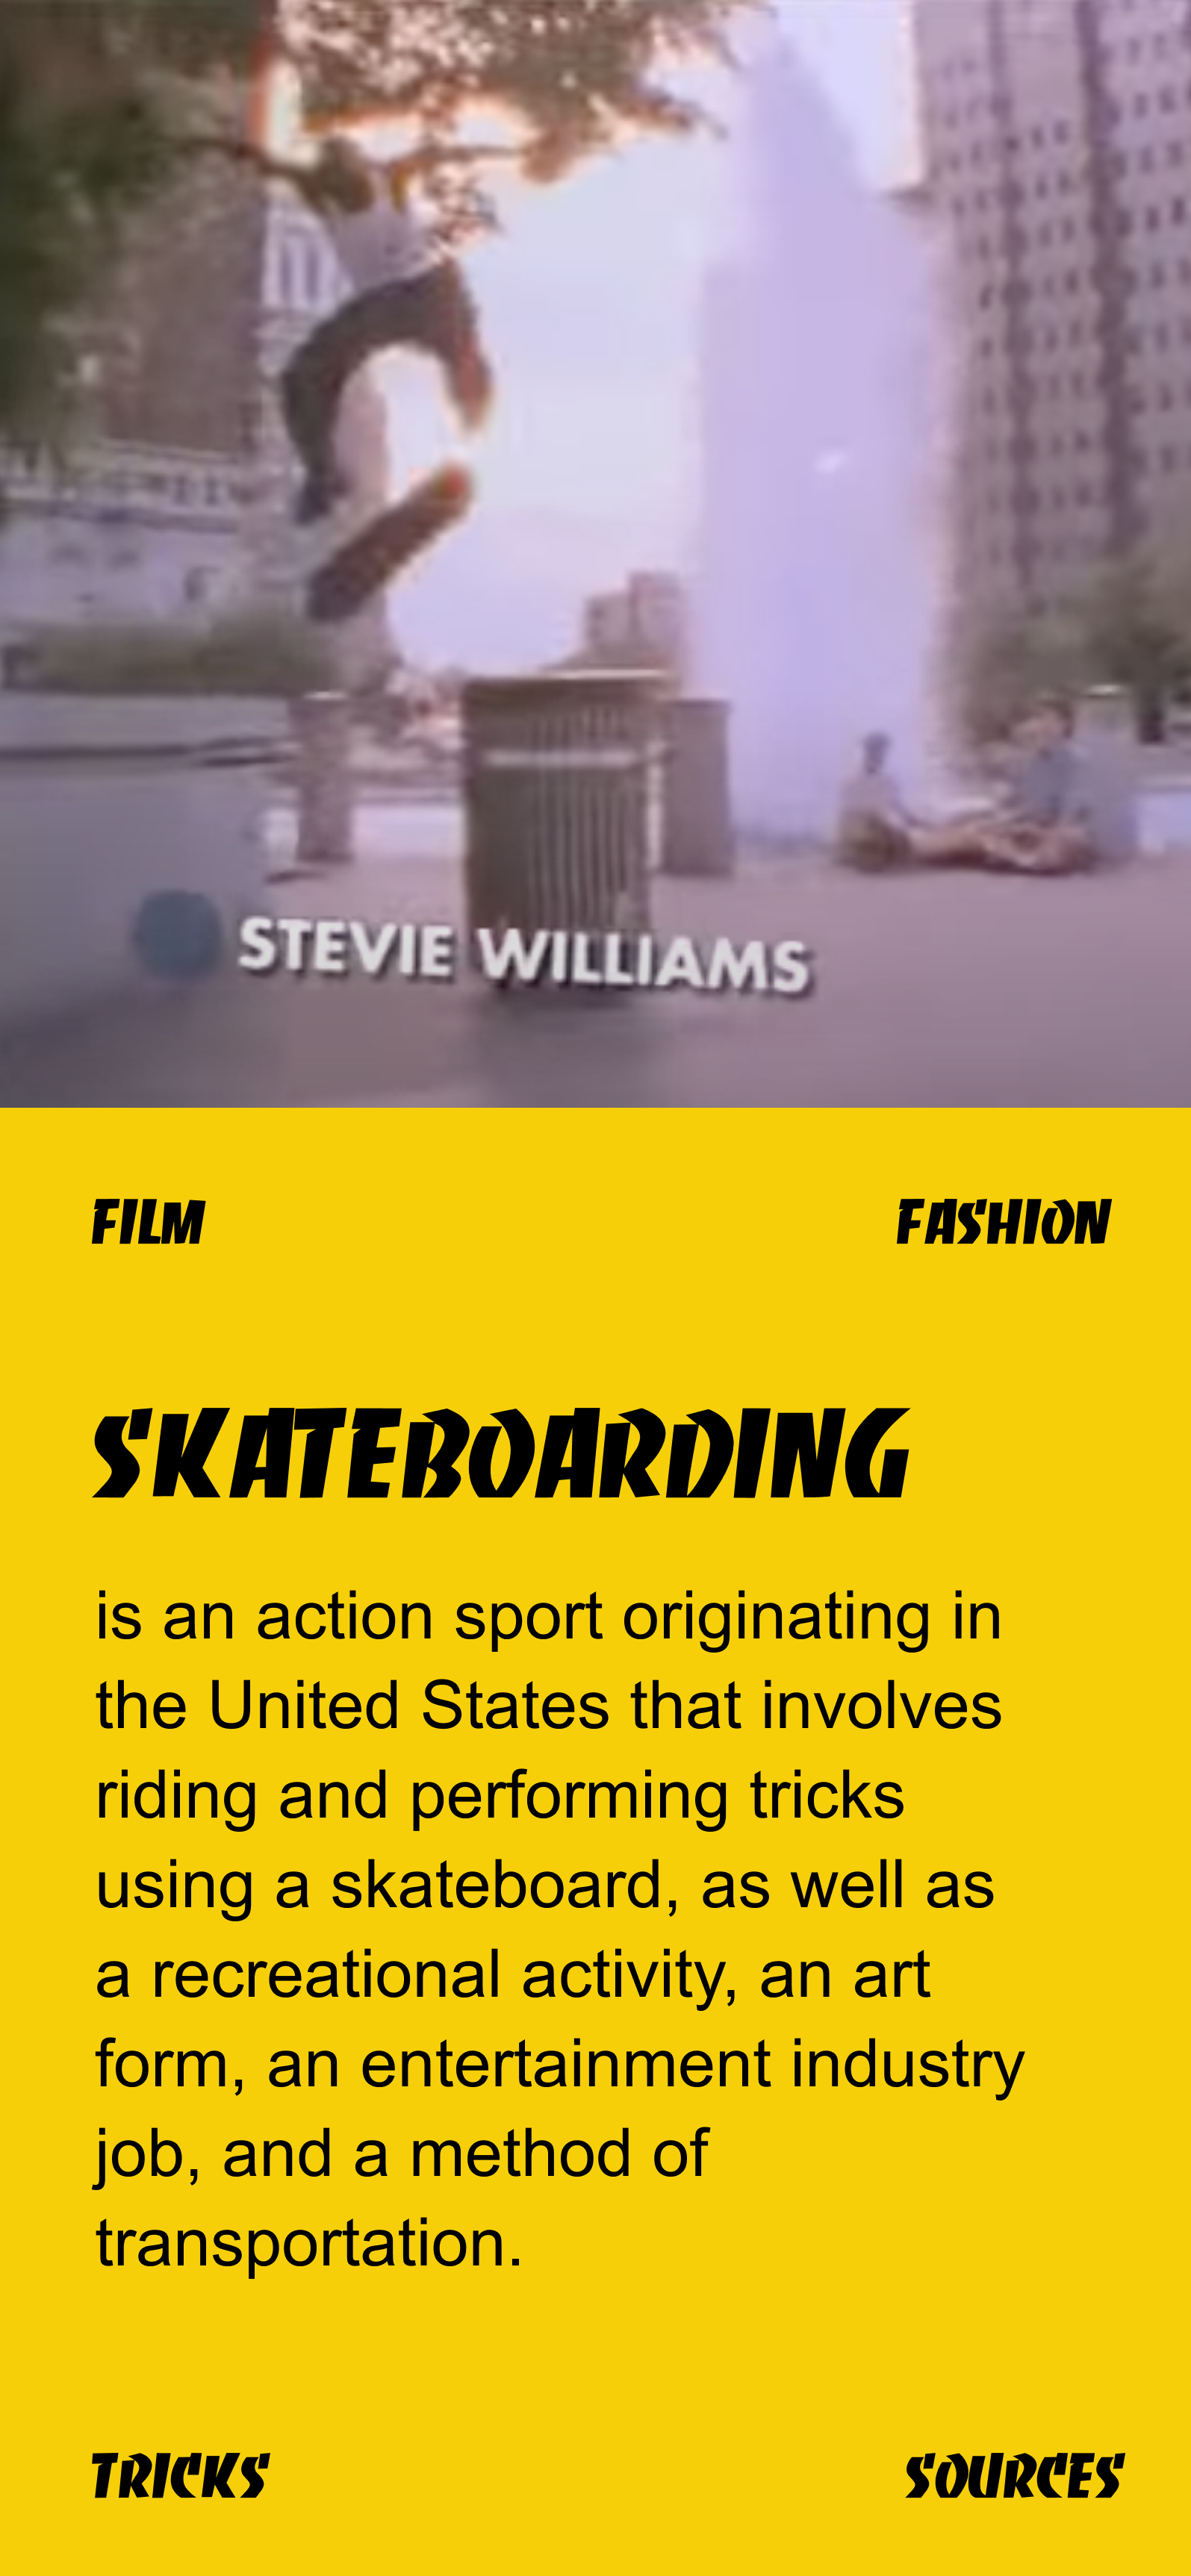 STEVIE WILLIAMS
FILM
FASHION
SKATEBOARDING
is an action sport originating in
the United States that involves
riding and performing tricks
using a skateboard, as well as
a recreational activity, an art
form, an entertainment industry
job, and a method of
transportation.
TRICKS
SOURCES